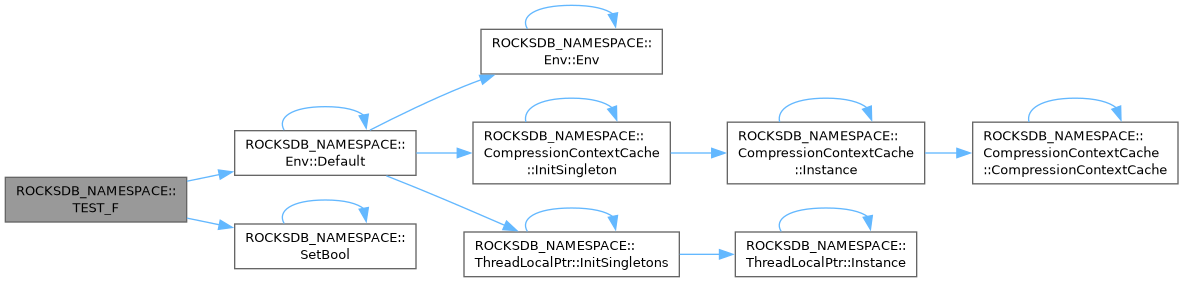 ROCKSDB_NAMESPACE::
TEST_F
ROCKSDB_NAMESPACE::
Env::Default
ROCKSDB_NAMESPACE::
Env::Env
ROCKSDB_NAMESPACE::
CompressionContextCache
::InitSingleton
ROCKSDB_NAMESPACE::
CompressionContextCache
::Instance
ROCKSDB_NAMESPACE::
CompressionContextCache
::CompressionContextCache
ROCKSDB_NAMESPACE::
ThreadLocalPtr::InitSingletons
ROCKSDB_NAMESPACE::
ThreadLocalPtr::Instance
ROCKSDB_NAMESPACE::
SetBool